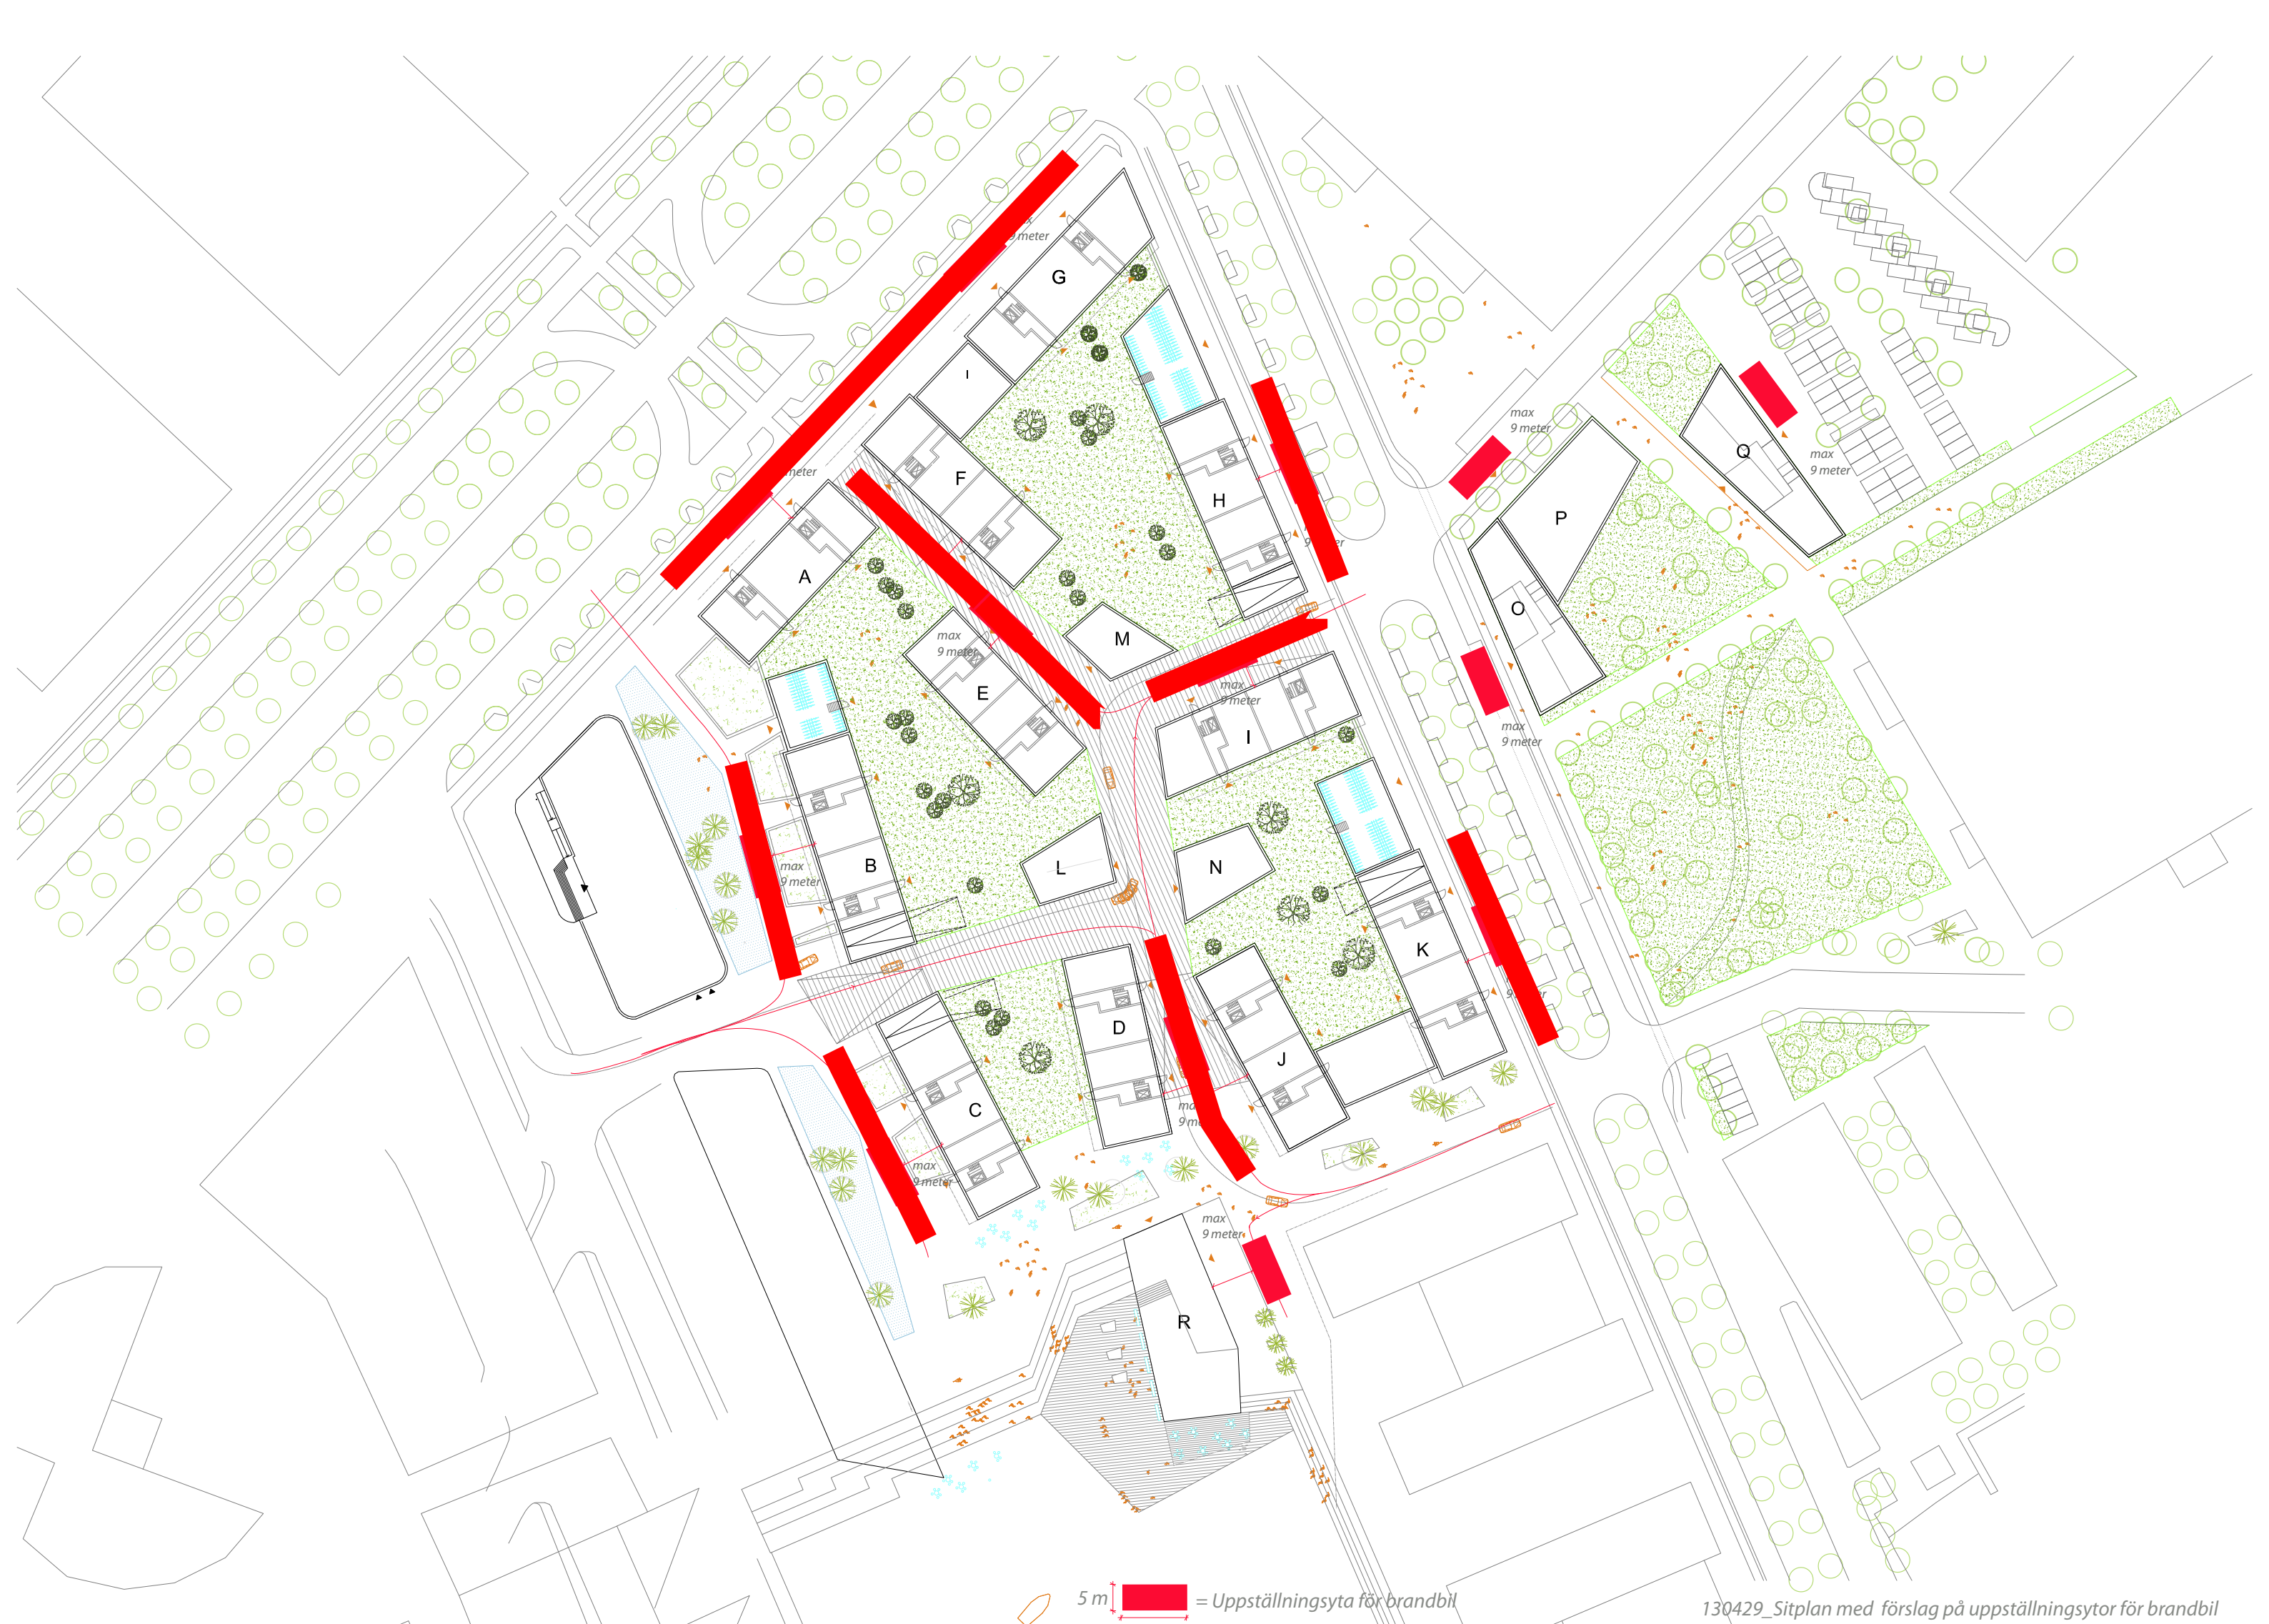 9 meter
G
I
max
9 meter
F
meter
H
Q
max
9 meter
P
A
O
M
max
9 meter
E
max
9 meter
I
max
9 meter
B
max
9 meter
L
N
K
D
J
C
max
9 meter
max
9 meter
R
5 m
= Uppställningsyta för brandbil
130429_Sitplan med förslag på uppställningsytor för brandbil